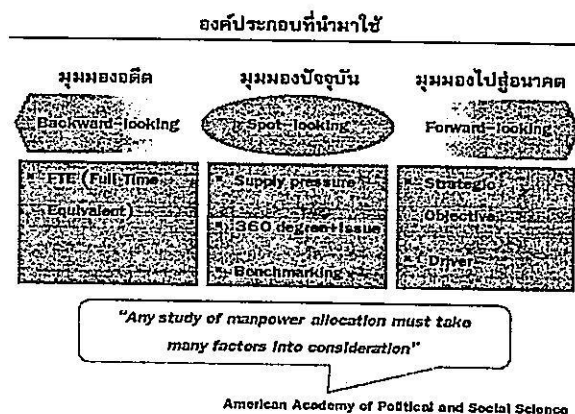 องค์ประกอบที่นำมาใช้
มุมมองอดีต
มุมมองปัจจุบัน
มุมมองไปสู่อนาคต
Backward-looking
Spot-looking
Forward-looking
FTE (Full Time
Equivalent)
Supply pressure
360 degree+Issue
Benchmarking
Strategic
Objective
Driver
"Any study of manpower allocation must take
many factors into consideration"
American Academy of Political and Social Science